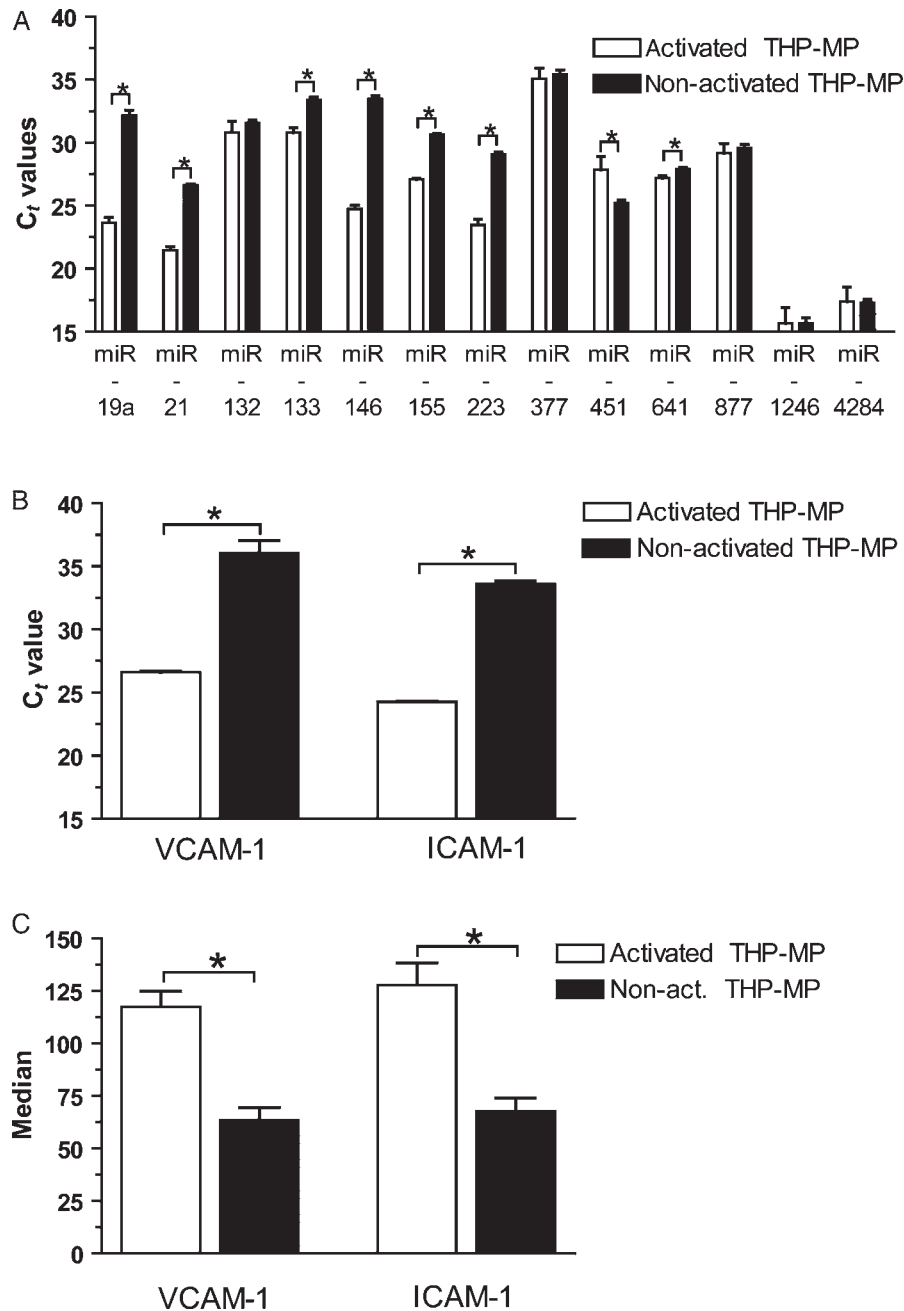 A
Activated THP-MP
Non-activated THP-MP
Ct values
40
35
30
25
20
15
* * * * * * * *
miR miR miR miR miR miR miR miR miR miR miR miR miR
- - - - - - - - - - - - -
19a 21 132 133 146 155 223 377 451 641 877 1246 4284
B
Activated THP-MP
Non-activated THP-MP
Ct value
40
35
30
25
20
15
* *
VCAM-1 ICAM-1
C
Activated THP-MP
Non-act. THP-MP
Median
150
125
100
75
50
25
0
* *
VCAM-1 ICAM-1